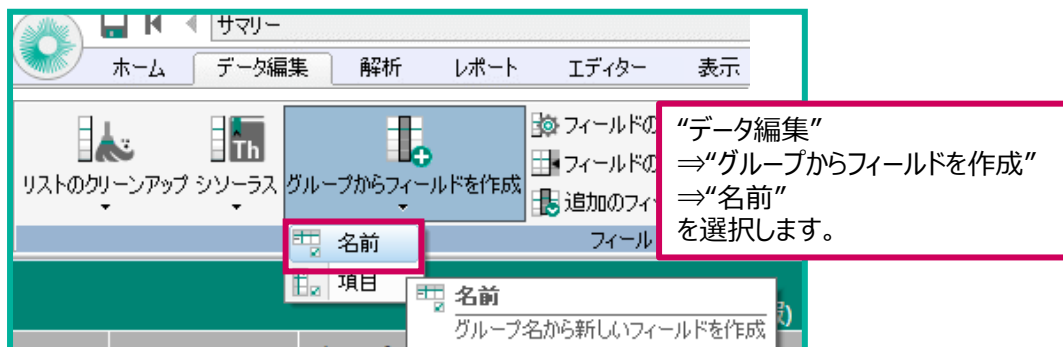 サマリー
ホーム データ編集 解析 レポート エディター 表示
リストのクリーンアップ シソーラス グループからフィールドを作成
Th
フィールドの
フィールドの
追加のフィー
フィール
名前
項目
名前
グループ名から新しいフィールドを作成
“データ編集”
⇒“グループからフィールドを作成”
⇒“名前”
を選択します。